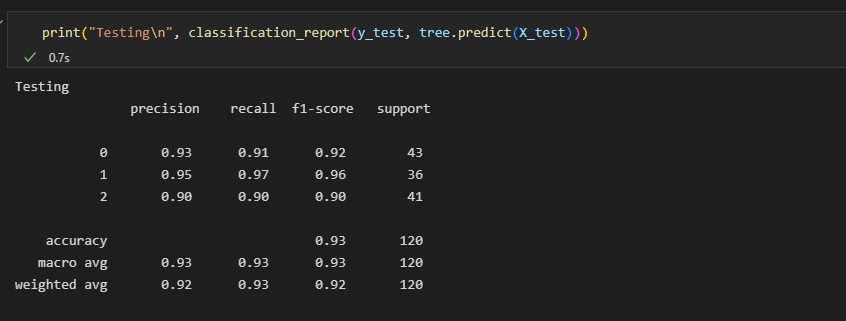 print("Testing\n", classification_report(y_test, tree.predict(X_test)))
0.7s
Testing
precision recall f1-score support
0 0.93 0.91 0.92 43
1 0.95 0.97 0.96 36
2 0.90 0.90 0.90 41
accuracy 0.93 120
macro avg 0.93 0.93 0.93 120
weighted avg 0.92 0.93 0.92 120